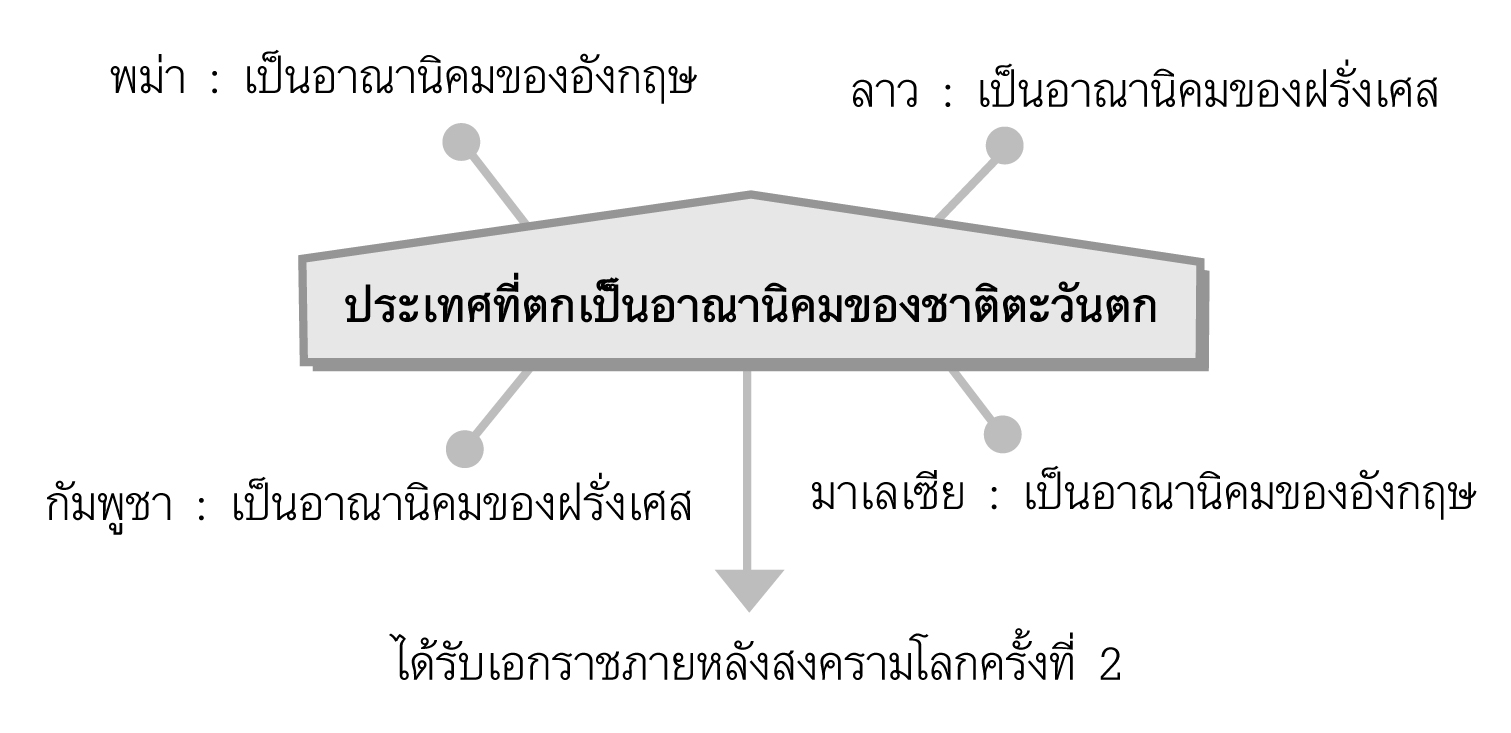 พม่า : เป็นอาณานิคมของอังกฤษ
ลาว : เป็นอาณานิคมของฝรั่งเศส
ประเทศที่ตกเป็นอาณานิคมของชาติตะวันตก
กัมพูชา : เป็นอาณานิคมของฝรั่งเศส
มาเลเซีย : เป็นอาณานิคมของอังกฤษ
ได้รับเอกราชภายหลังสงครามโลกครั้งที่ 2